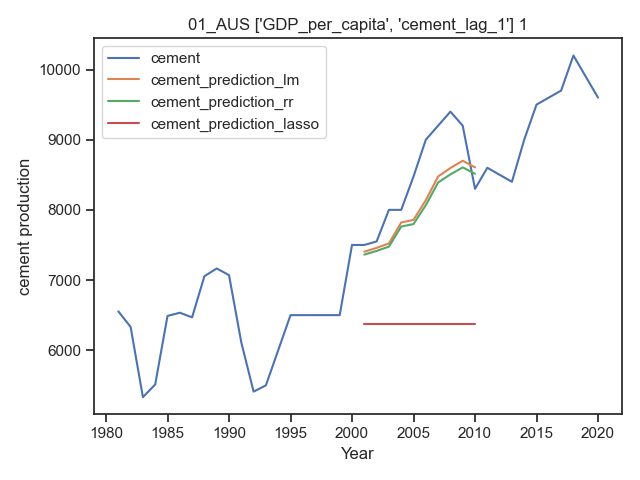 01_AUS ['GDP_per_capita', 'cement_lag_1'] 1
cement
cement_prediction_lm
cement_prediction_rr
cement_prediction_lasso
cement production
10000
9000
8000
7000
6000
1980 1985 1990 1995 2000 2005 2010 2015 2020
Year